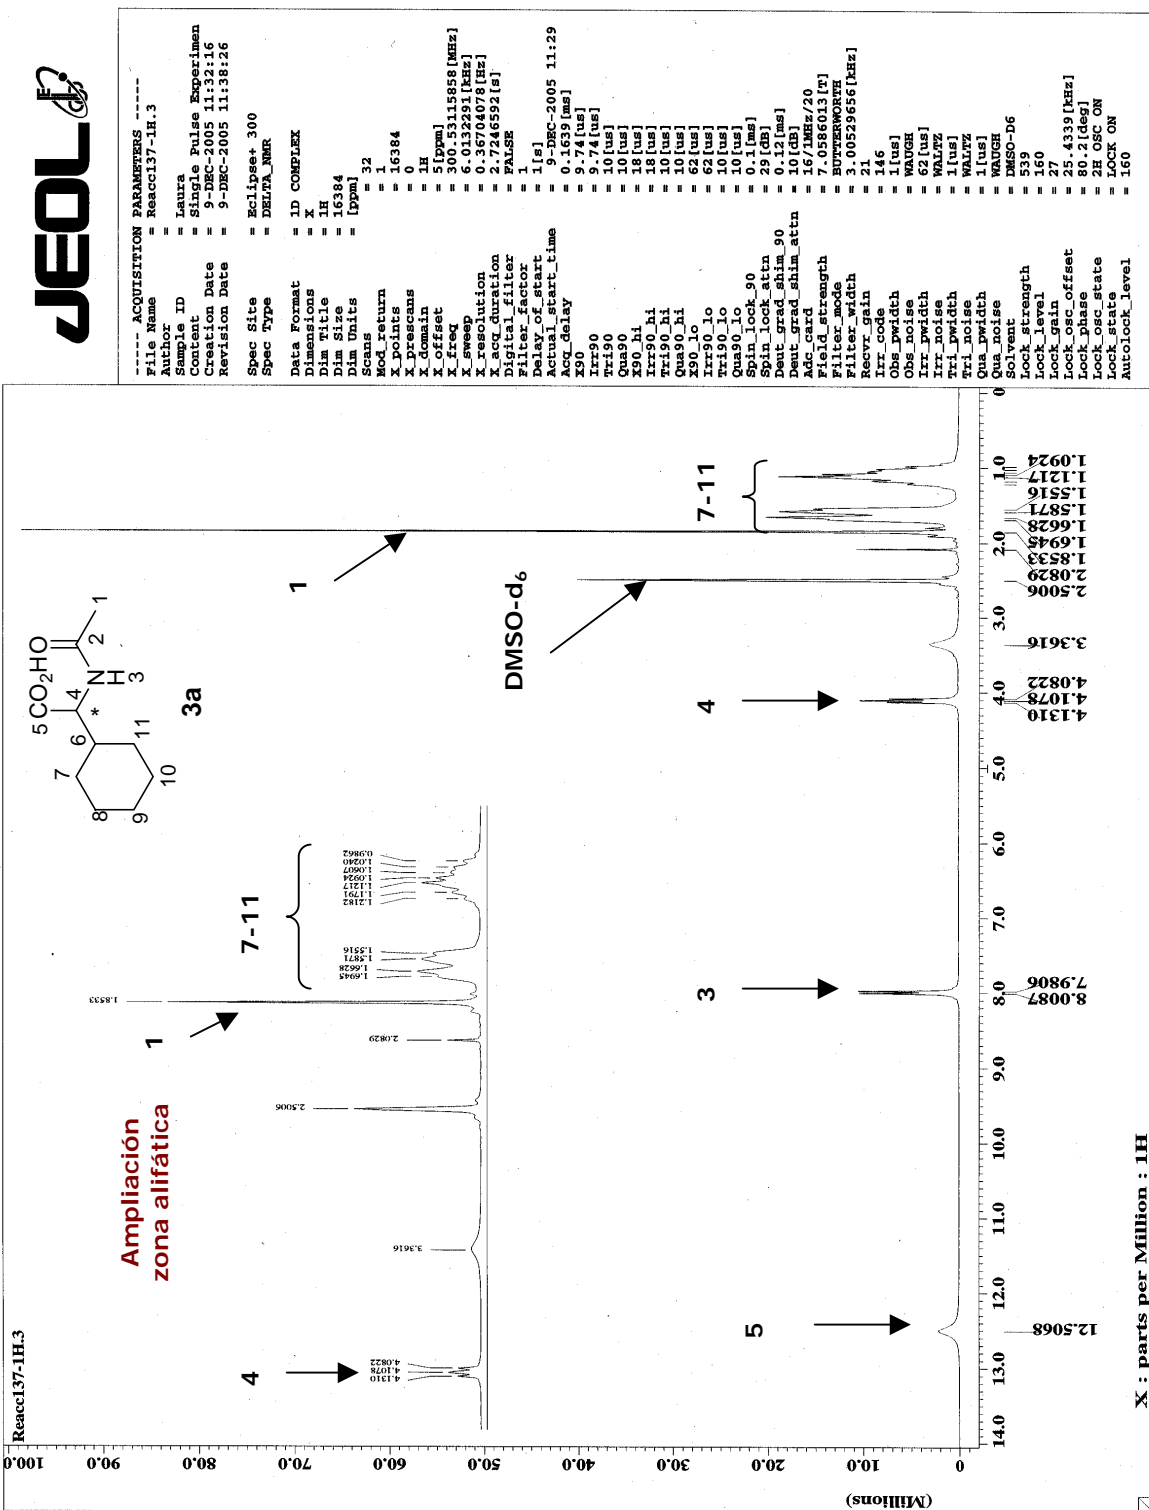 JEOL
----- ACQUISITION PARAMETERS -----
File Name = Reacc137-1H.3
Author =
Sample ID = Laura
Content = Single Pulse Experimen
Creation Date = 9-DEC-2005 11:32:16
Revision Date = 9-DEC-2005 11:38:26
Spec Site = Eclipse+ 300
Spec Type = DELTA_NMR
Data Format = 1D COMPLEX
Dimensions = X
Dim Title = 1H
Dim Size = 16384
Dim Units = [ppm]
Scans = 32
Mod_return = 1
X_points = 16384
X_prescans = 0
X_domain = 1H
X_offset = 5[ppm]
X_freq = 300.53115858[MHz]
X_sweep = 6.0132291[kHz]
X_resolution = 0.36704078[Hz]
X_acq_duration = 2.7246592[s]
Digital_filter = FALSE
Filter_factor = 1
Delay_of_start = 1[s]
Actual_start_time = 9-DEC-2005 11:29
Acq_delay = 0.1639[ms]
X90 = 9.74[us]
Irr90 = 9.74[us]
Tri90 = 10[us]
Qua90 = 10[us]
X90_hi = 18[us]
Irr90_hi = 18[us]
Tri90_hi = 10[us]
Qua90_hi = 10[us]
X90_lo = 62[us]
Irr90_lo = 62[us]
Tri90_lo = 10[us]
Qua90_lo = 10[us]
Spin_lock_90 = 0.1[ms]
Spin_lock_attn = 29[dB]
Deut_grad_shim_90 = 0.12[ms]
Deut_grad_shim_attn = 10[dB]
Adc_card = 16/1MHz/20
Field_strength = 7.0586013[T]
Filter_mode = BUTTERWORTH
Filter_width = 3.00529656[kHz]
Recvr_gain = 21
Irr_code = 146
Obs_pwidth = 1[us]
Obs_noise = WAUGH
Irr_pwidth = 62[us]
Irr_noise = WALTZ
Tri_pwidth = 1[us]
Tri_noise = WALTZ
Qua_pwidth = 1[us]
Qua_noise = WAUGH
Solvent = DMSO-D6
Lock_strength = 539
Lock_level = 160
Lock_gain = 27
Lock_osc_offset = 25.4339[kHz]
Lock_phase = 80.2[deg]
Lock_osc_state = 2H OSC ON
Lock_state = LOCK ON
Autolock_level = 160
Reacc137-1H.3
Ampliación
zona alifática
5 CO2H O
4 2 1
* N
H 3
6
7 11
8 10
9
3a
4
1
7-11
4.1310
4.1078
4.0822
3.3616
2.5006
2.0829
1.8533
1.6945
1.6628
1.5871
1.5516
1.2182
1.1791
1.1217
1.0924
1.0607
1.0240
0.9862
5
3
4
DMSO-d6
1
7-11
(Millions)
0
10.0
20.0
30.0
40.0
50.0
60.0
70.0
80.0
90.0
100.0
14.0 13.0 12.0 11.0 10.0 9.0 8.0 7.0 6.0 5.0 4.0 3.0 2.0 1.0 0
12.5068
8.0087
7.9806
4.1310
4.1078
4.0822
3.3616
2.5006
2.0829
1.8533
1.6945
1.6628
1.5871
1.5516
1.1217
1.0924
X : parts per Million : 1H